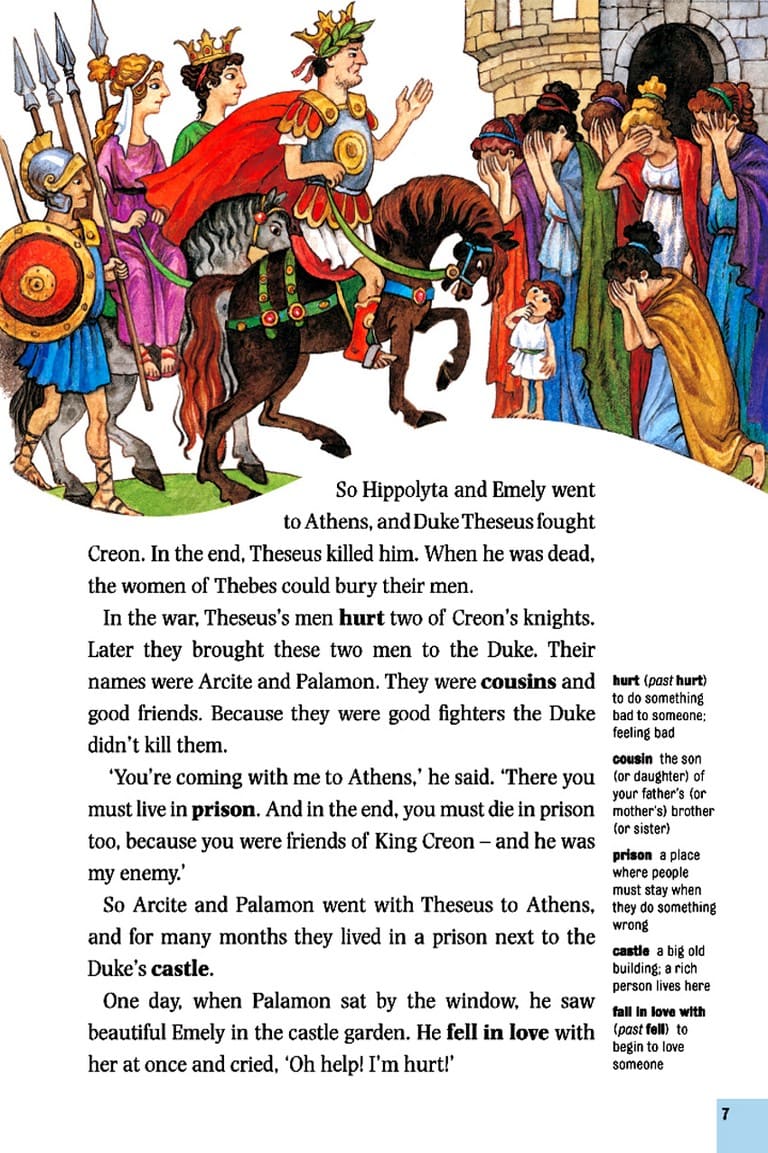 So Hippolyta and Emely went
to Athens, and Duke Theseus fought
Creon. In the end, Theseus killed him. When he was dead,
the women of Thebes could bury their men.
In the war, Theseus's men hurt two of Creon's knights.
Later they brought these two men to the Duke. Their
names were Arcite and Palamon. They were cousins and
good friends. Because they were good fighters the Duke
didn't kill them.
‘You're coming with me to Athens,’ he said. ‘There you
must live in prison. And in the end, you must die in prison
too, because you were friends of King Creon – and he was
my enemy.’
So Arcite and Palamon went with Theseus to Athens,
and for many months they lived in a prison next to the
Duke's castle.
One day, when Palamon sat by the window, he saw
beautiful Emely in the castle garden. He fell in love with
her at once and cried, ‘Oh help! I'm hurt!’
hurt (past hurt)
to do something
bad to someone;
feeling bad
cousin the son
(or daughter) of
your father's (or
mother's) brother
(or sister)
prison a place
where people
must stay when
they do something
wrong
castle a big old
building; a rich
person lives here
fall in love with
(past fell) to
begin to love
someone
7